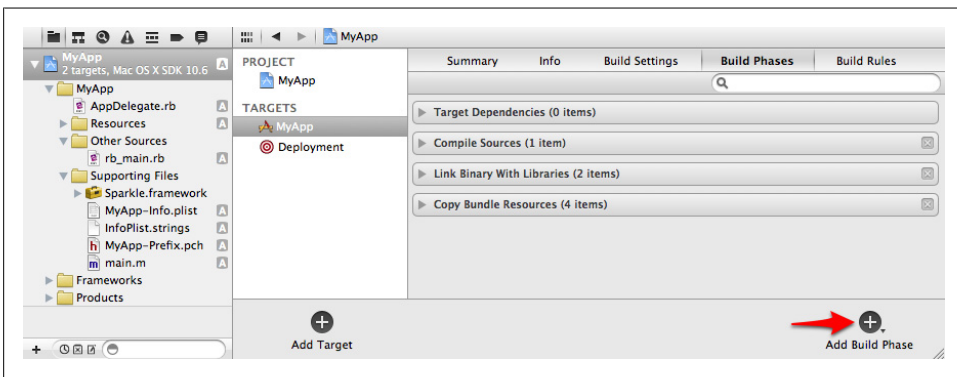 MyApp
MyApp
2 targets, Mac OS X SDK 10.6
A
MyApp
AppDelegate.rb
A
Resources
A
Other Sources
rb_main.rb
A
Supporting Files
Sparkle.framework
MyApp-Info.plist
A
InfoPlist.strings
A
h
MyApp-Prefix.pch
A
m
main.m
A
Frameworks
Products
PROJECT
MyApp
TARGETS
MyApp
Deployment
Summary
Info
Build Settings
Build Phases
Build Rules
Target Dependencies (0 items)
Compile Sources (1 item)
Link Binary With Libraries (2 items)
Copy Bundle Resources (4 items)
Add Target
Add Build Phase